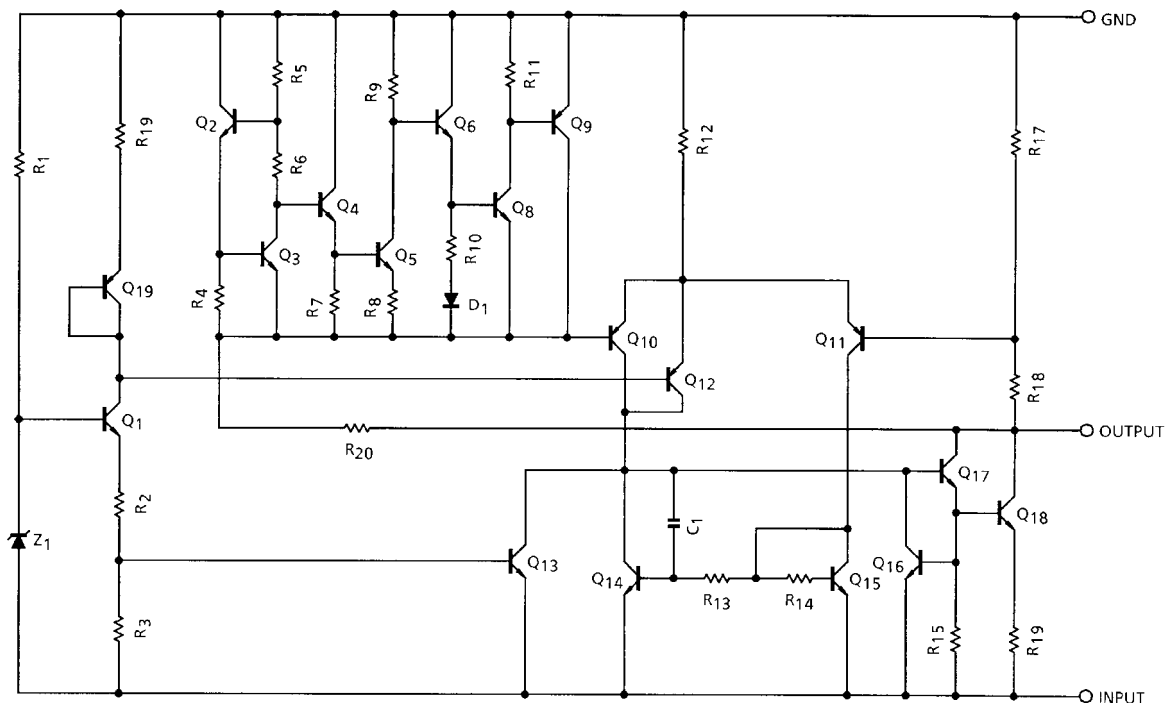 GND
R5
R9
R11
Q2
Q6
Q9
R19
R12
R17
R1
R6
Q4
Q8
Q3
Q5
R10
Q19
R4
R7
R8
D1
Q10
Q11
Q12
R18
Q1
OUTPUT
R20
Q17
R2
C1
Q18
Z1
Q13
Q14
Q15
Q16
R13
R14
R3
R15
R19
INPUT